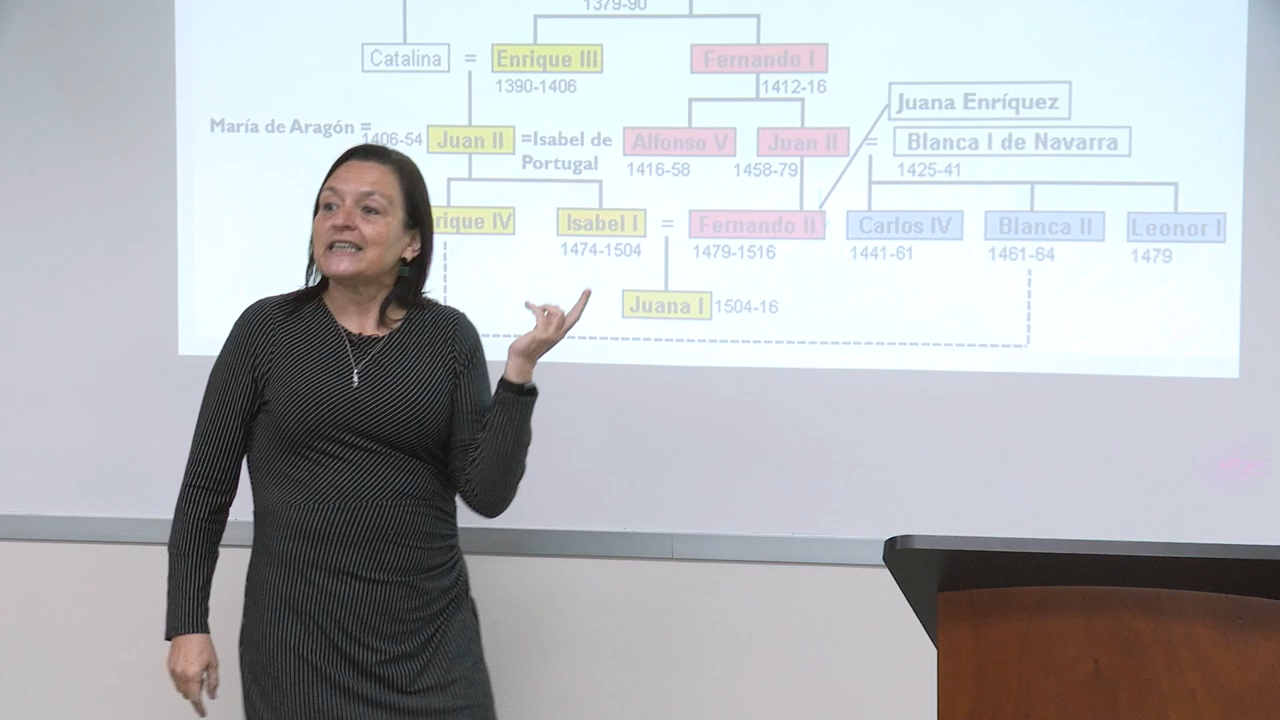 1379-90
Catalina = Enrique III Fernando I
1390-1406 1412-16
Juana Enríquez
María de Aragón =
1406-54 Juan II =Isabel de Alfonso V Juan II = Blanca I de Navarra
Portugal 1416-58 1458-79 1425-41
rique IV Isabel I = Fernando II Carlos IV Blanca II Leonor I
1474-1504 1479-1516 1441-61 1461-64 1479
Juana I 1504-16